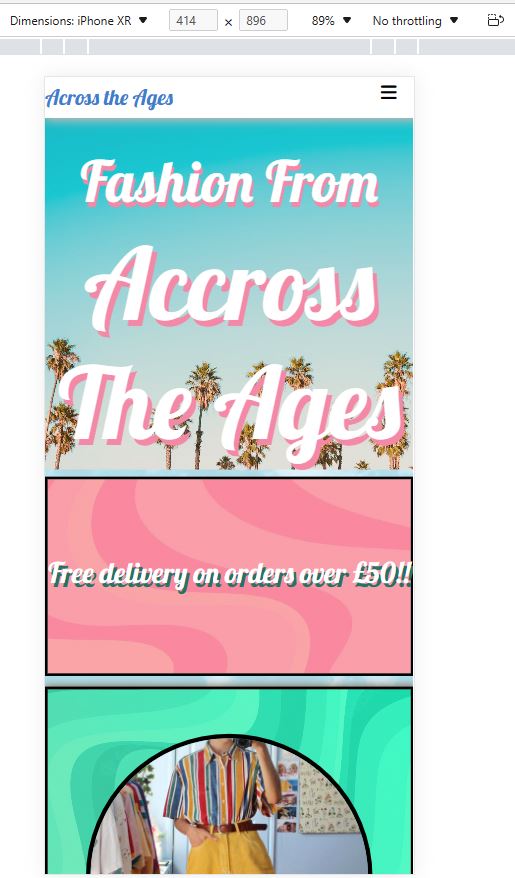 Dimensions: iPhone XR 414 x 896 89% No throttling
Across the Ages
Fashion From
Accross
The Ages
Free delivery on orders over £50!!